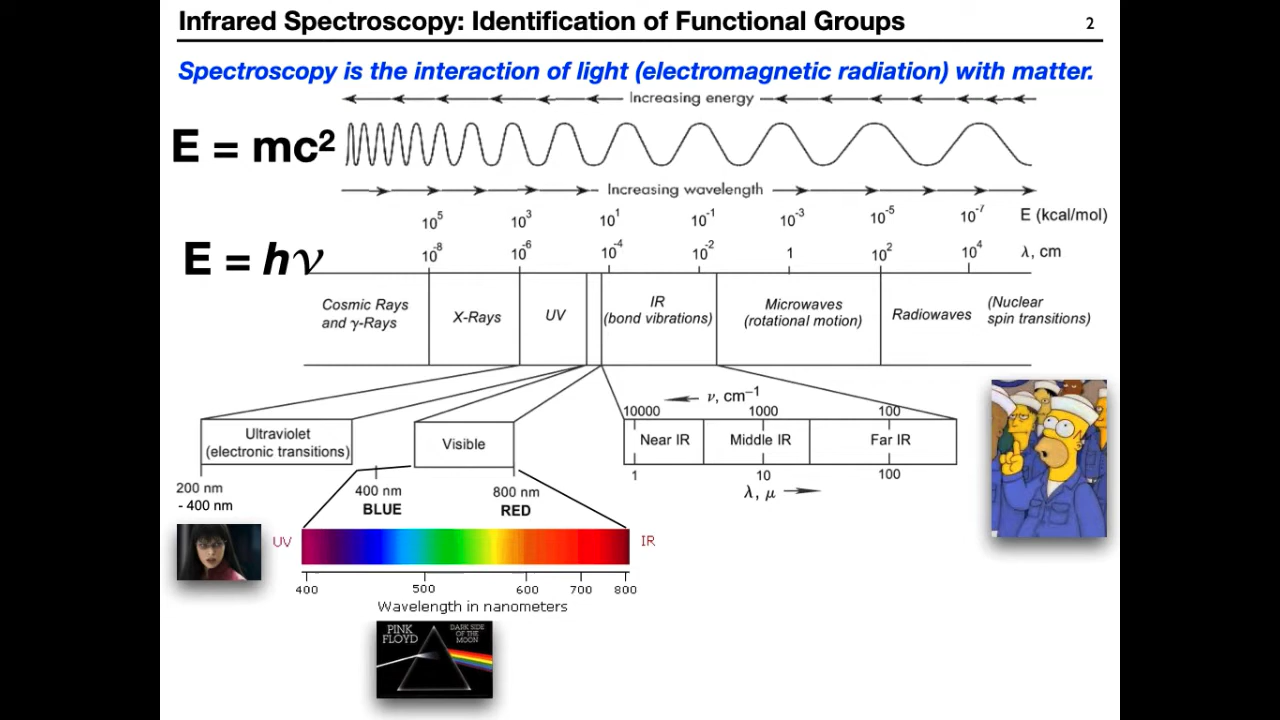 Infrared Spectroscopy: Identification of Functional Groups 2
Spectroscopy is the interaction of light (electromagnetic radiation) with matter.
Increasing energy
E = mc²
Increasing wavelength
10⁵ 10³ 10¹ 10⁻¹ 10⁻³ 10⁻⁵ 10⁻⁷ E (kcal/mol)
E = hν
10⁻⁸ 10⁻⁶ 10⁻⁴ 10⁻² 1 10² 10⁴ λ, cm
Cosmic Rays
and γ-Rays
X-Rays
UV
IR
(bond vibrations)
Microwaves
(rotational motion)
Radiowaves
(Nuclear
spin transitions)
ν, cm⁻¹
10000 1000 100
Ultraviolet
(electronic transitions)
Visible
Near IR Middle IR Far IR
1 10 100
λ, μ
200 nm
- 400 nm
400 nm
BLUE
800 nm
RED
UV IR
400 500 600 700 800
Wavelength in nanometers
PINK
FLOYD
DARK SIDE
OF THE
MOON